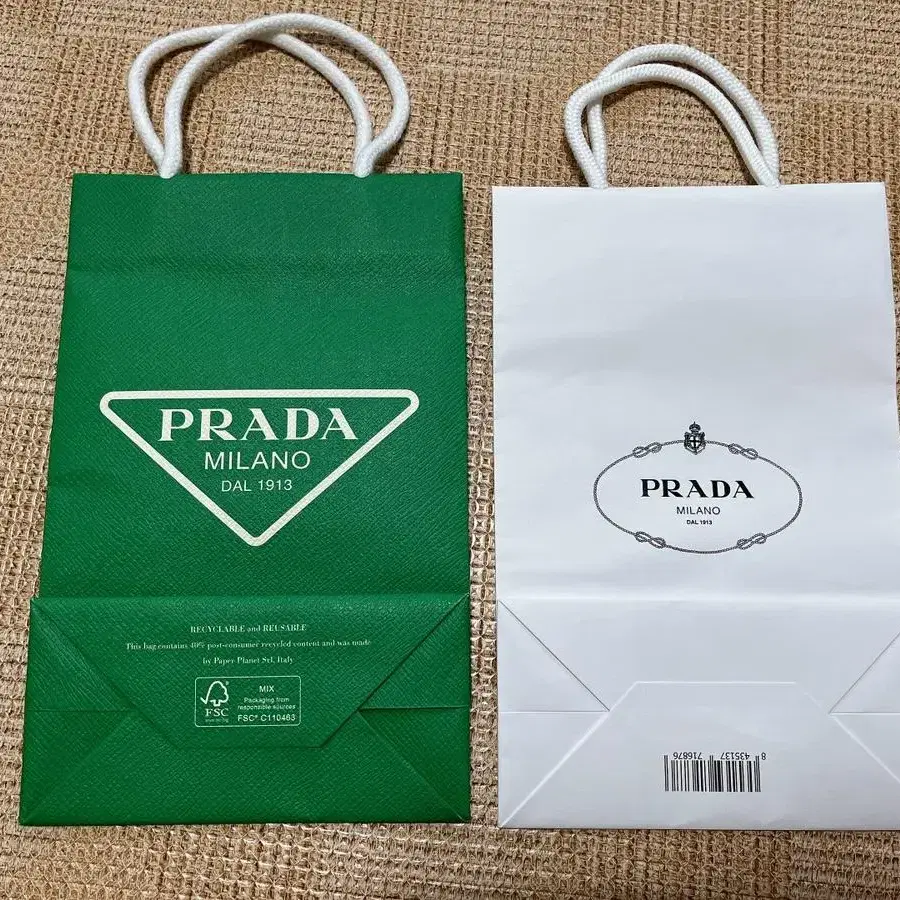 PRADA
MILANO
DAL 1913
RECYCLABLE and REUSABLE
This bag contains 40% post-consumer recycled content and was made
by Paper Planet Srl, Italy
FSC
MIX
Packaging from
responsible sources
FSC® C110463
PRADA
MILANO
DAL 1913
8 435137 716876